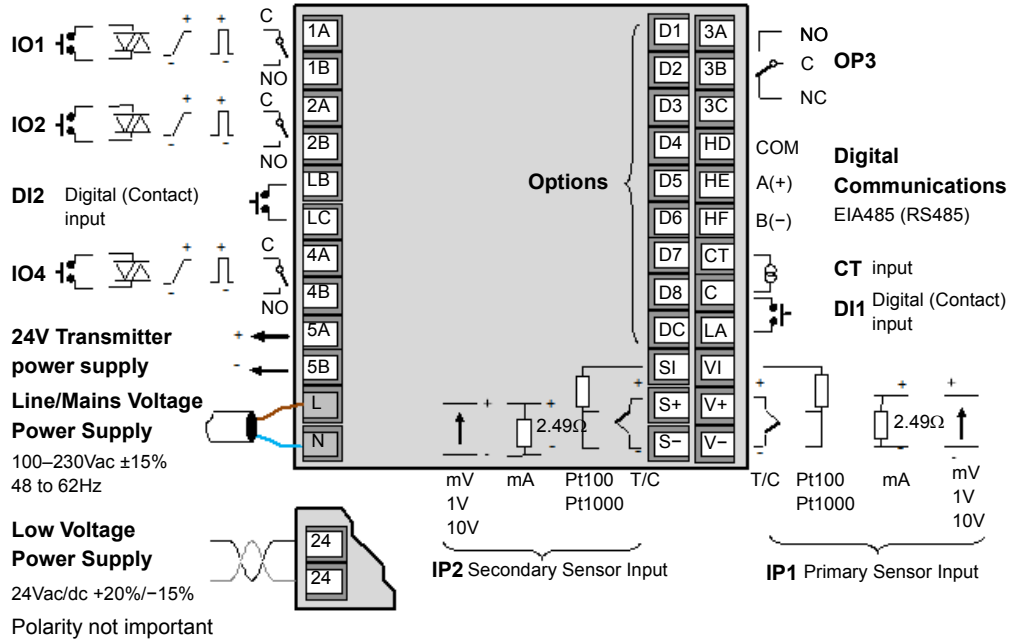 IO1
+ + C
- NO
IO2
+ + C
- NO
DI2 Digital (Contact)
input
IO4
+ + C
- NO
24V Transmitter +
power supply -
Line/Mains Voltage
Power Supply
100–230Vac ±15%
48 to 62Hz
Low Voltage
Power Supply
24Vac/dc +20%/−15%
Polarity not important
1A
1B
2A
2B
LB
LC
4A
4B
5A
5B
L
N
24
24
Options
D1 3A
D2 3B
D3 3C
D4 HD
D5 HE
D6 HF
D7 CT
D8 C
DC LA
SI VI
S+ V+
S− V−
NO
C OP3
NC
COM
A(+)
B(−)
Digital
Communications
EIA485 (RS485)
CT input
DI1 Digital (Contact)
input
+ + +
2.49Ω
- - -
mV mA Pt100 T/C
1V Pt1000
10V
IP2 Secondary Sensor Input
+ + +
2.49Ω
- - -
T/C Pt100 mA mV
Pt1000 1V
10V
IP1 Primary Sensor Input